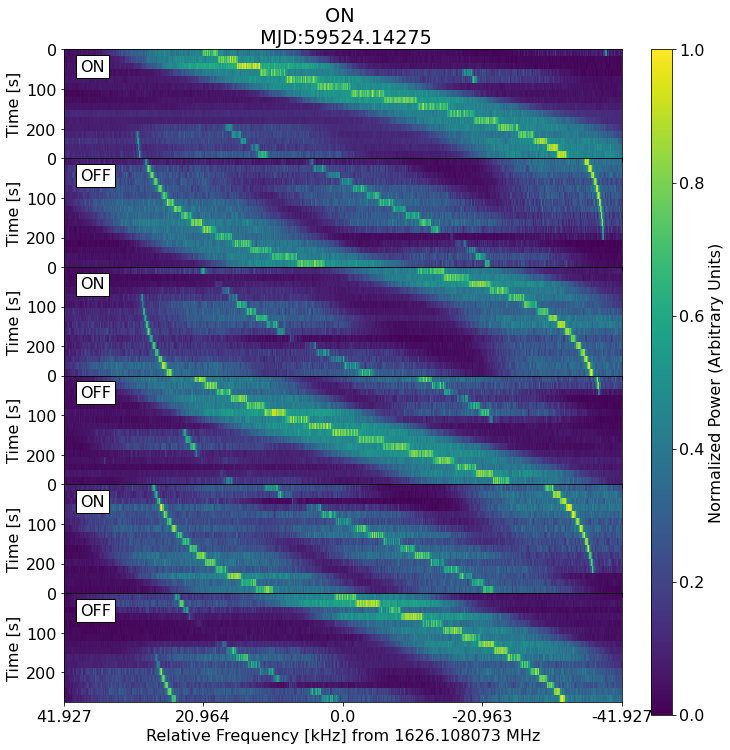 ON
MJD:59524.14275
0
ON
100
Time [s]
200
0
OFF
100
Time [s]
200
0
ON
100
Time [s]
200
0
OFF
100
Time [s]
200
0
ON
100
Time [s]
200
0
OFF
100
Time [s]
200
41.927 20.964 0.0 -20.963 -41.927
Relative Frequency [kHz] from 1626.108073 MHz
1.0
0.8
0.6
0.4
0.2
0.0
Normalized Power (Arbitrary Units)